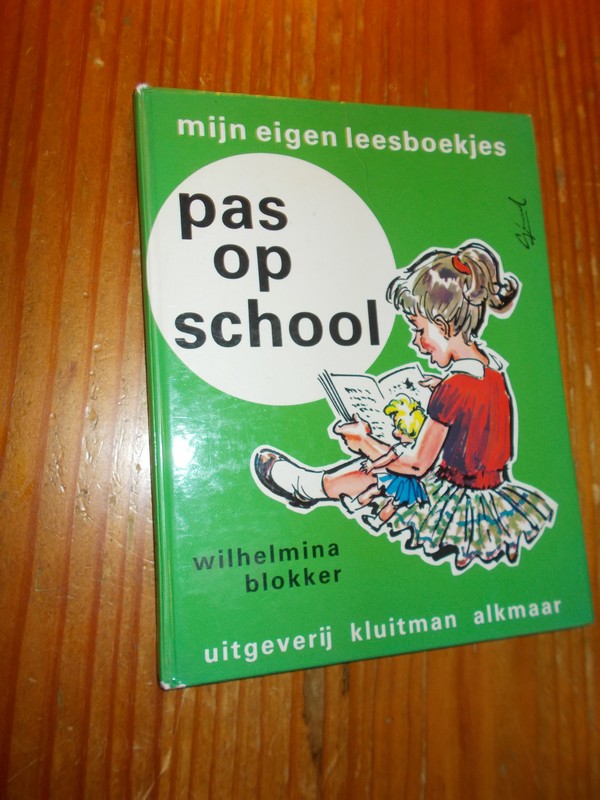 mijn eigen leesboekjes
pas
op
school
wilhelmina
blokker
uitgeverij kluitman alkmaar